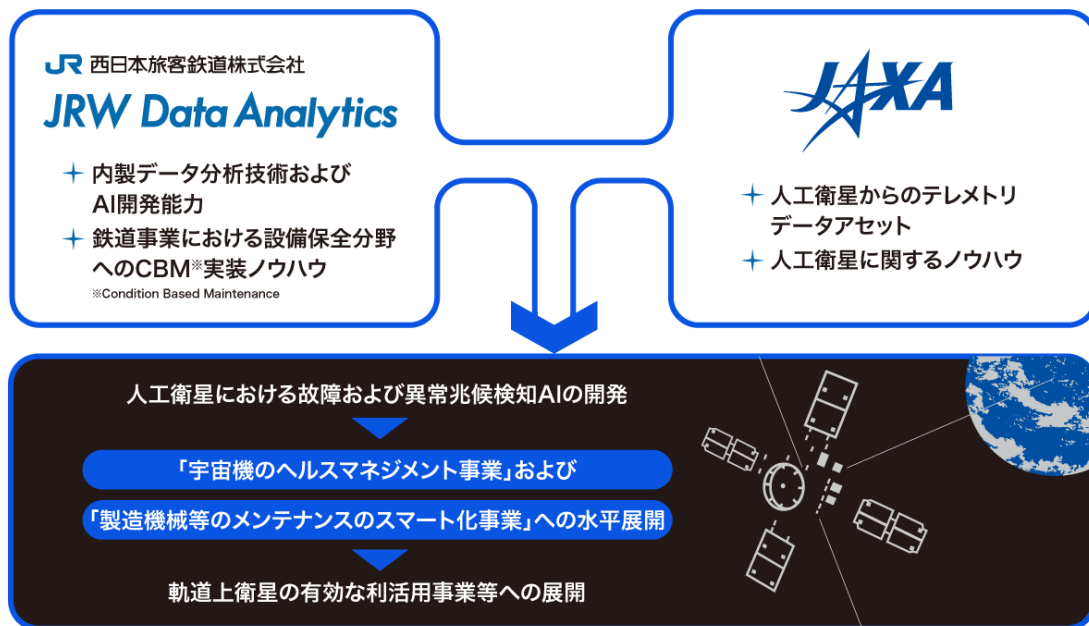 JR 西日本旅客鉄道株式会社
JRW Data Analytics
内製データ分析技術および
AI開発能力
鉄道事業における設備保全分野
へのCBM※実装ノウハウ
※Condition Based Maintenance
JAXA
人工衛星からのテレメトリ
データアセット
人工衛星に関するノウハウ
人工衛星における故障および異常兆候検知AIの開発
「宇宙機のヘルスマネジメント事業」および
「製造機械等のメンテナンスのスマート化事業」への水平展開
軌道上衛星の有効な利活用事業等への展開